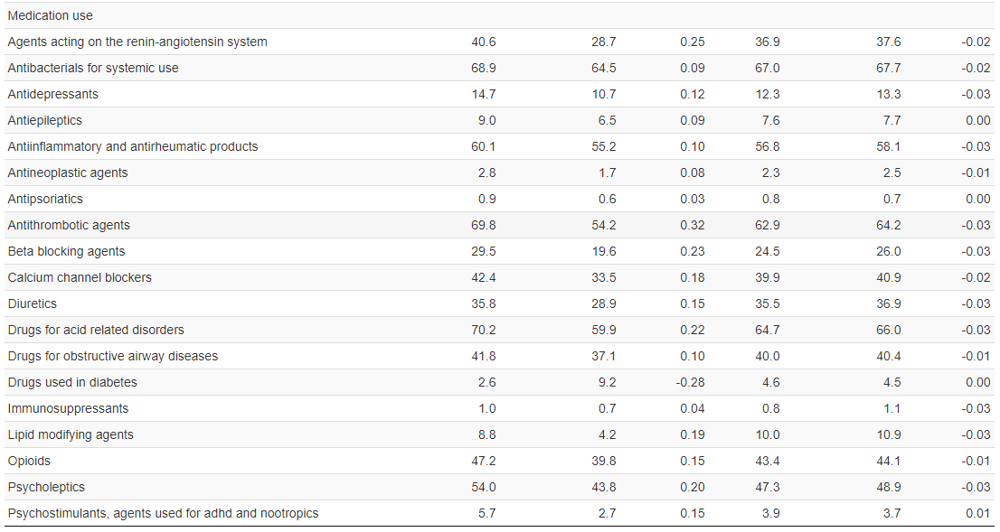 Medication use
Agents acting on the renin-angiotensin system 40.6 28.7 0.25 36.9 37.6 -0.02
Antibacterials for systemic use 68.9 64.5 0.09 67.0 67.7 -0.02
Antidepressants 14.7 10.7 0.12 12.3 13.3 -0.03
Antiepileptics 9.0 6.5 0.09 7.6 7.7 0.00
Antiinflammatory and antirheumatic products 60.1 55.2 0.10 56.8 58.1 -0.03
Antineoplastic agents 2.8 1.7 0.08 2.3 2.5 -0.01
Antipsoriatics 0.9 0.6 0.03 0.8 0.7 0.00
Antithrombotic agents 69.8 54.2 0.32 62.9 64.2 -0.03
Beta blocking agents 29.5 19.6 0.23 24.5 26.0 -0.03
Calcium channel blockers 42.4 33.5 0.18 39.9 40.9 -0.02
Diuretics 35.8 28.9 0.15 35.5 36.9 -0.03
Drugs for acid related disorders 70.2 59.9 0.22 64.7 66.0 -0.03
Drugs for obstructive airway diseases 41.8 37.1 0.10 40.0 40.4 -0.01
Drugs used in diabetes 2.6 9.2 -0.28 4.6 4.5 0.00
Immunosuppressants 1.0 0.7 0.04 0.8 1.1 -0.03
Lipid modifying agents 8.8 4.2 0.19 10.0 10.9 -0.03
Opioids 47.2 39.8 0.15 43.4 44.1 -0.01
Psycholeptics 54.0 43.8 0.20 47.3 48.9 -0.03
Psychostimulants, agents used for adhd and nootropics 5.7 2.7 0.15 3.9 3.7 0.01